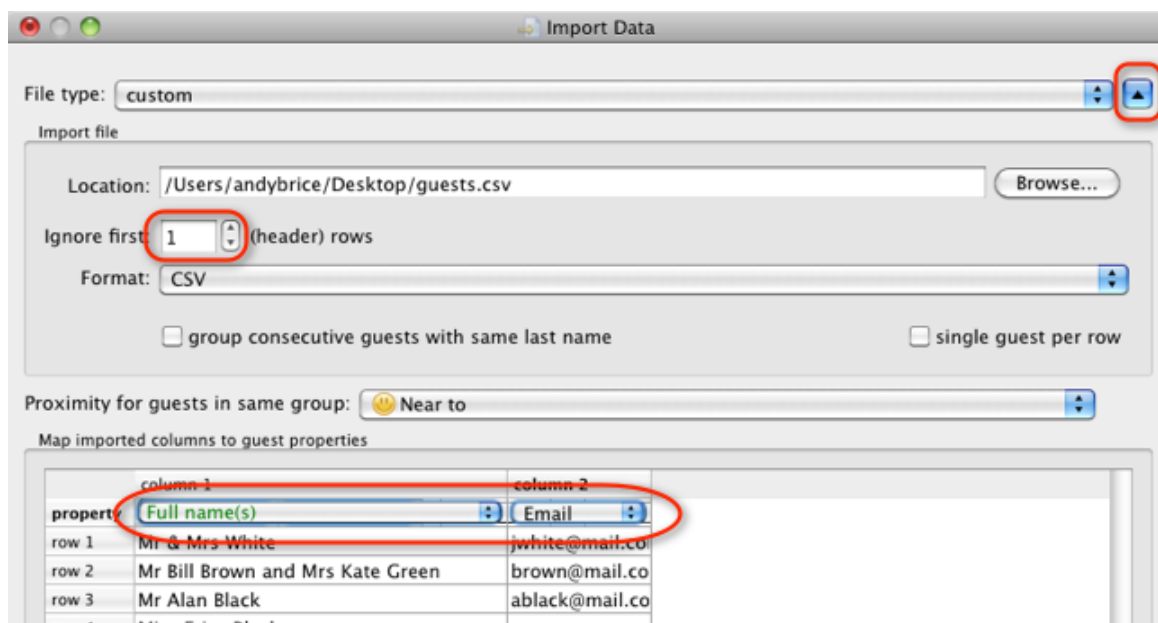 Import Data
File type: custom
Import file
Location: /Users/andybrice/Desktop/guests.csv Browse...
Ignore first: 1 (header) rows
Format: CSV
group consecutive guests with same last name single guest per row
Proximity for guests in same group: Near to
Map imported columns to guest properties
column 1 column 2
property Full name(s) Email
row 1 Mr & Mrs White jwhite@mail.co
row 2 Mr Bill Brown and Mrs Kate Green brown@mail.co
row 3 Mr Alan Black ablack@mail.co